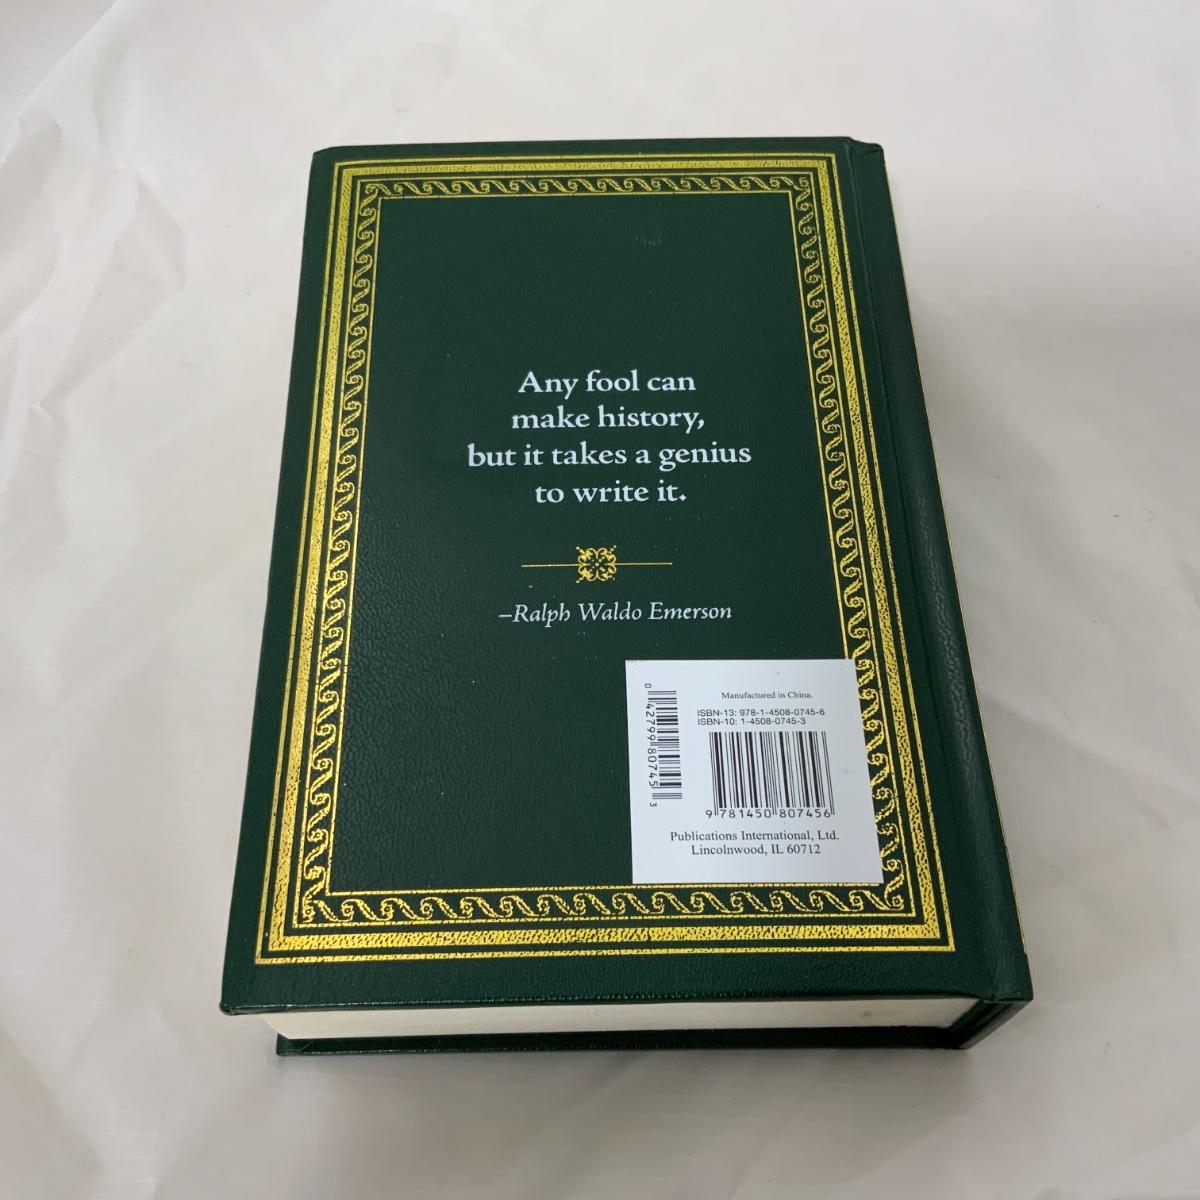 Any fool can
make history,
but it takes a genius
to write it.
–Ralph Waldo Emerson
Manufactured in China.
ISBN-13: 978-1-4508-0745-6
ISBN-10: 1-4508-0745-3
0 42799 80745 3
9 781450 807456
Publications International, Ltd.
Lincolnwood, IL 60712